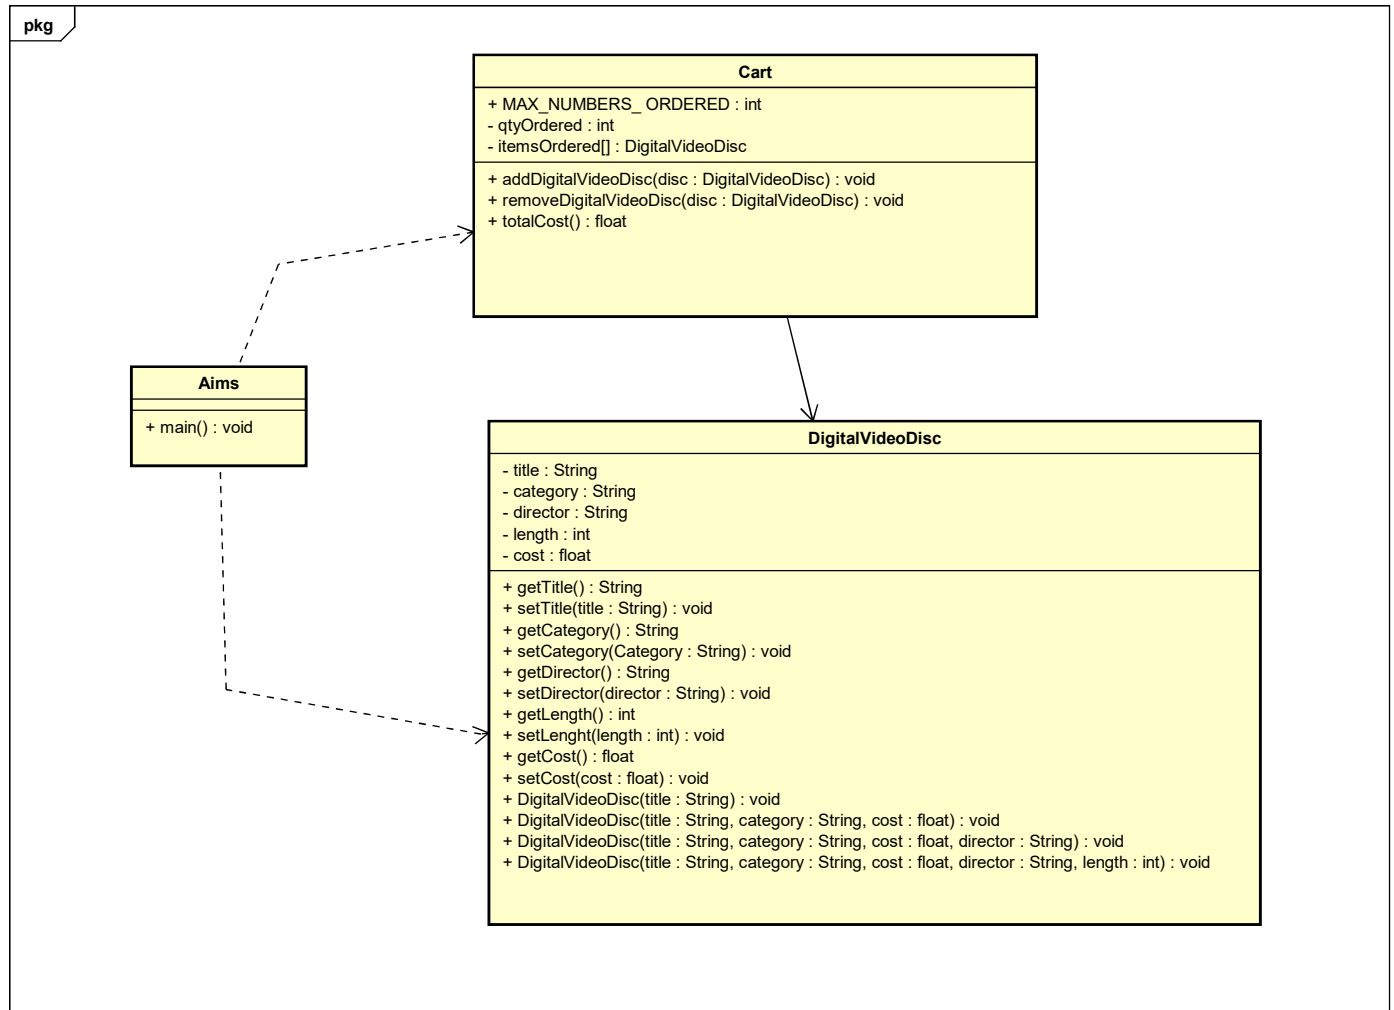 pkg
Cart
+ MAX_NUMBERS_ ORDERED : int
- qtyOrdered : int
- itemsOrdered[] : DigitalVideoDisc
+ addDigitalVideoDisc(disc : DigitalVideoDisc) : void
+ removeDigitalVideoDisc(disc : DigitalVideoDisc) : void
+ totalCost() : float
Aims
+ main() : void
DigitalVideoDisc
- title : String
- category : String
- director : String
- length : int
- cost : float
+ getTitle() : String
+ setTitle(title : String) : void
+ getCategory() : String
+ setCategory(Category : String) : void
+ getDirector() : String
+ setDirector(director : String) : void
+ getLength() : int
+ setLenght(length : int) : void
+ getCost() : float
+ setCost(cost : float) : void
+ DigitalVideoDisc(title : String) : void
+ DigitalVideoDisc(title : String, category : String, cost : float) : void
+ DigitalVideoDisc(title : String, category : String, cost : float, director : String) : void
+ DigitalVideoDisc(title : String, category : String, cost : float, director : String, length : int) : void